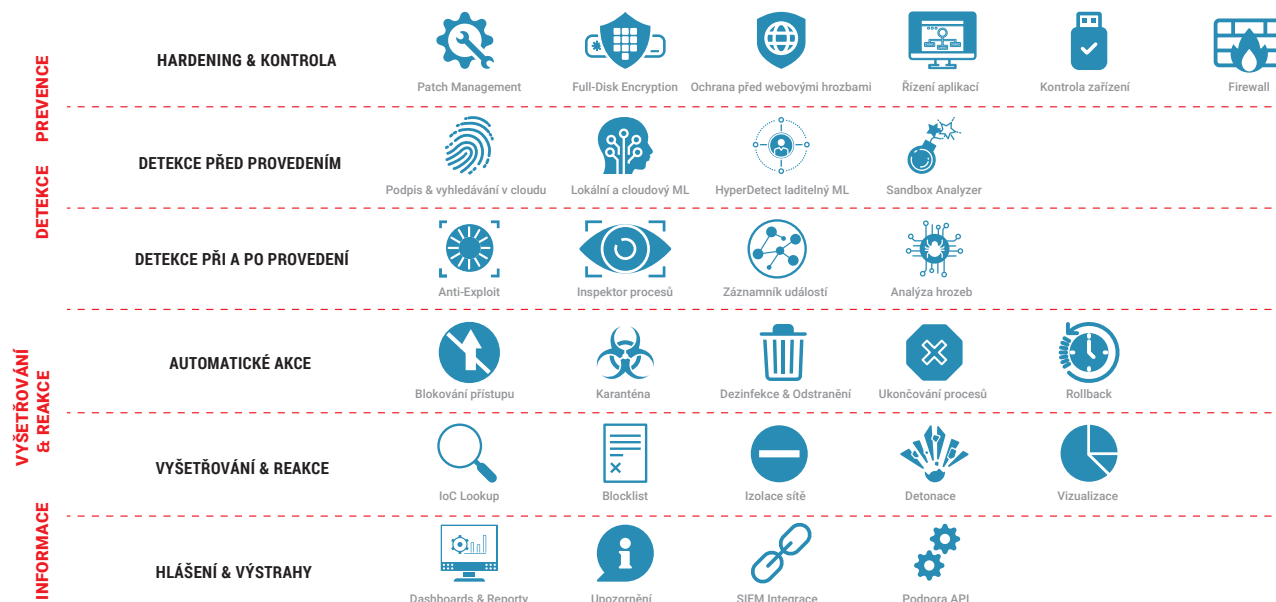 PREVENCE
HARDENING & KONTROLA
Patch Management
Full-Disk Encryption
Ochrana před webovými hrozbami
Řízení aplikací
Kontrola zařízení
Firewall
DETEKCE
DETEKCE PŘED PROVEDENÍM
Podpis & vyhledávání v cloudu
Lokální a cloudový ML
HyperDetect laditelný ML
Sandbox Analyzer
DETEKCE PŘI A PO PROVEDENÍ
Anti-Exploit
Inspektor procesů
Záznamník událostí
Analýza hrozeb
VYŠETŘOVÁNÍ
& REAKCE
AUTOMATICKÉ AKCE
Blokování přístupu
Karanténa
Dezinfekce & Odstranění
Ukončování procesů
Rollback
VYŠETŘOVÁNÍ & REAKCE
IoC Lookup
Blocklist
Izolace sítě
Detonace
Vizualizace
INFORMACE
HLÁŠENÍ & VÝSTRAHY
Dashboards & Reporty
Upozornění
SIEM Integrace
Podpora API